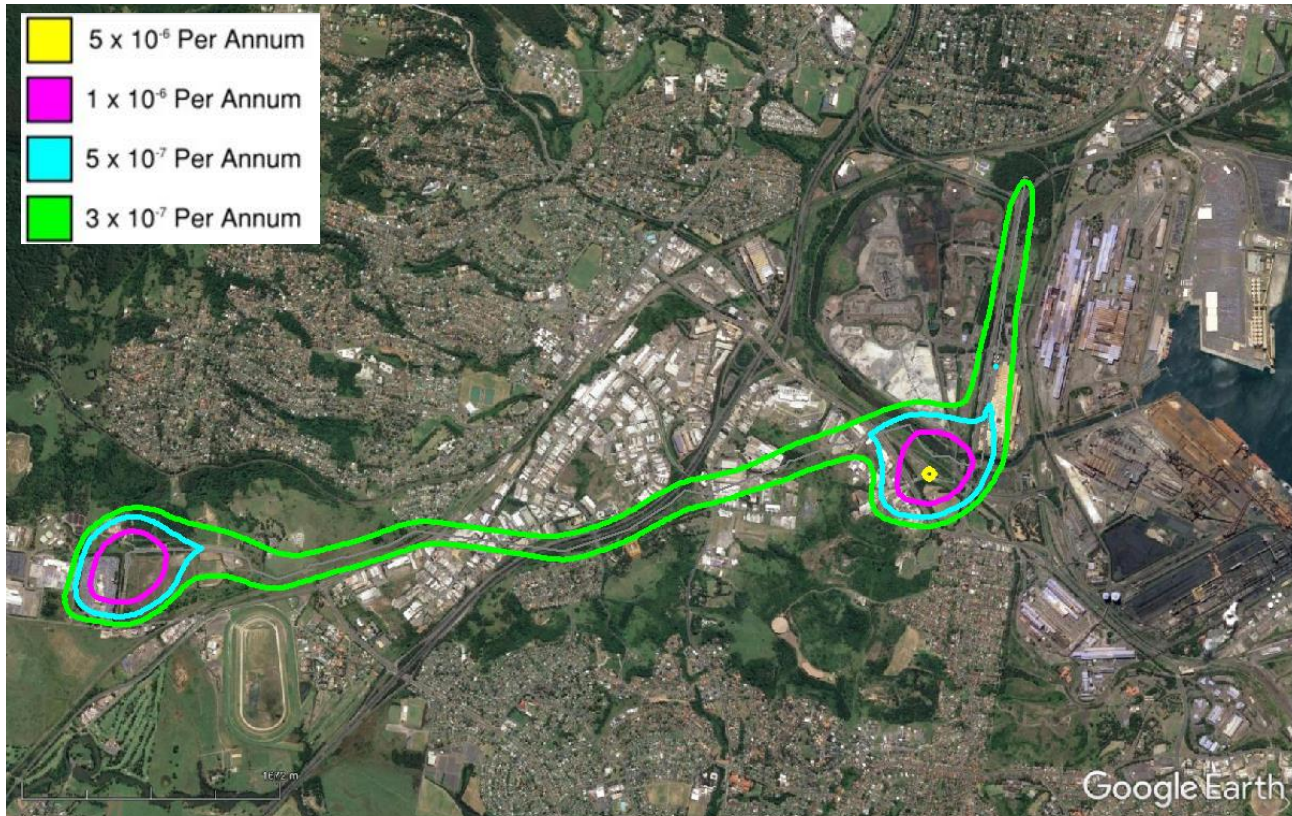 5 x 10⁻⁶ Per Annum
1 x 10⁻⁶ Per Annum
5 x 10⁻⁷ Per Annum
3 x 10⁻⁷ Per Annum
1672 m
Google Earth